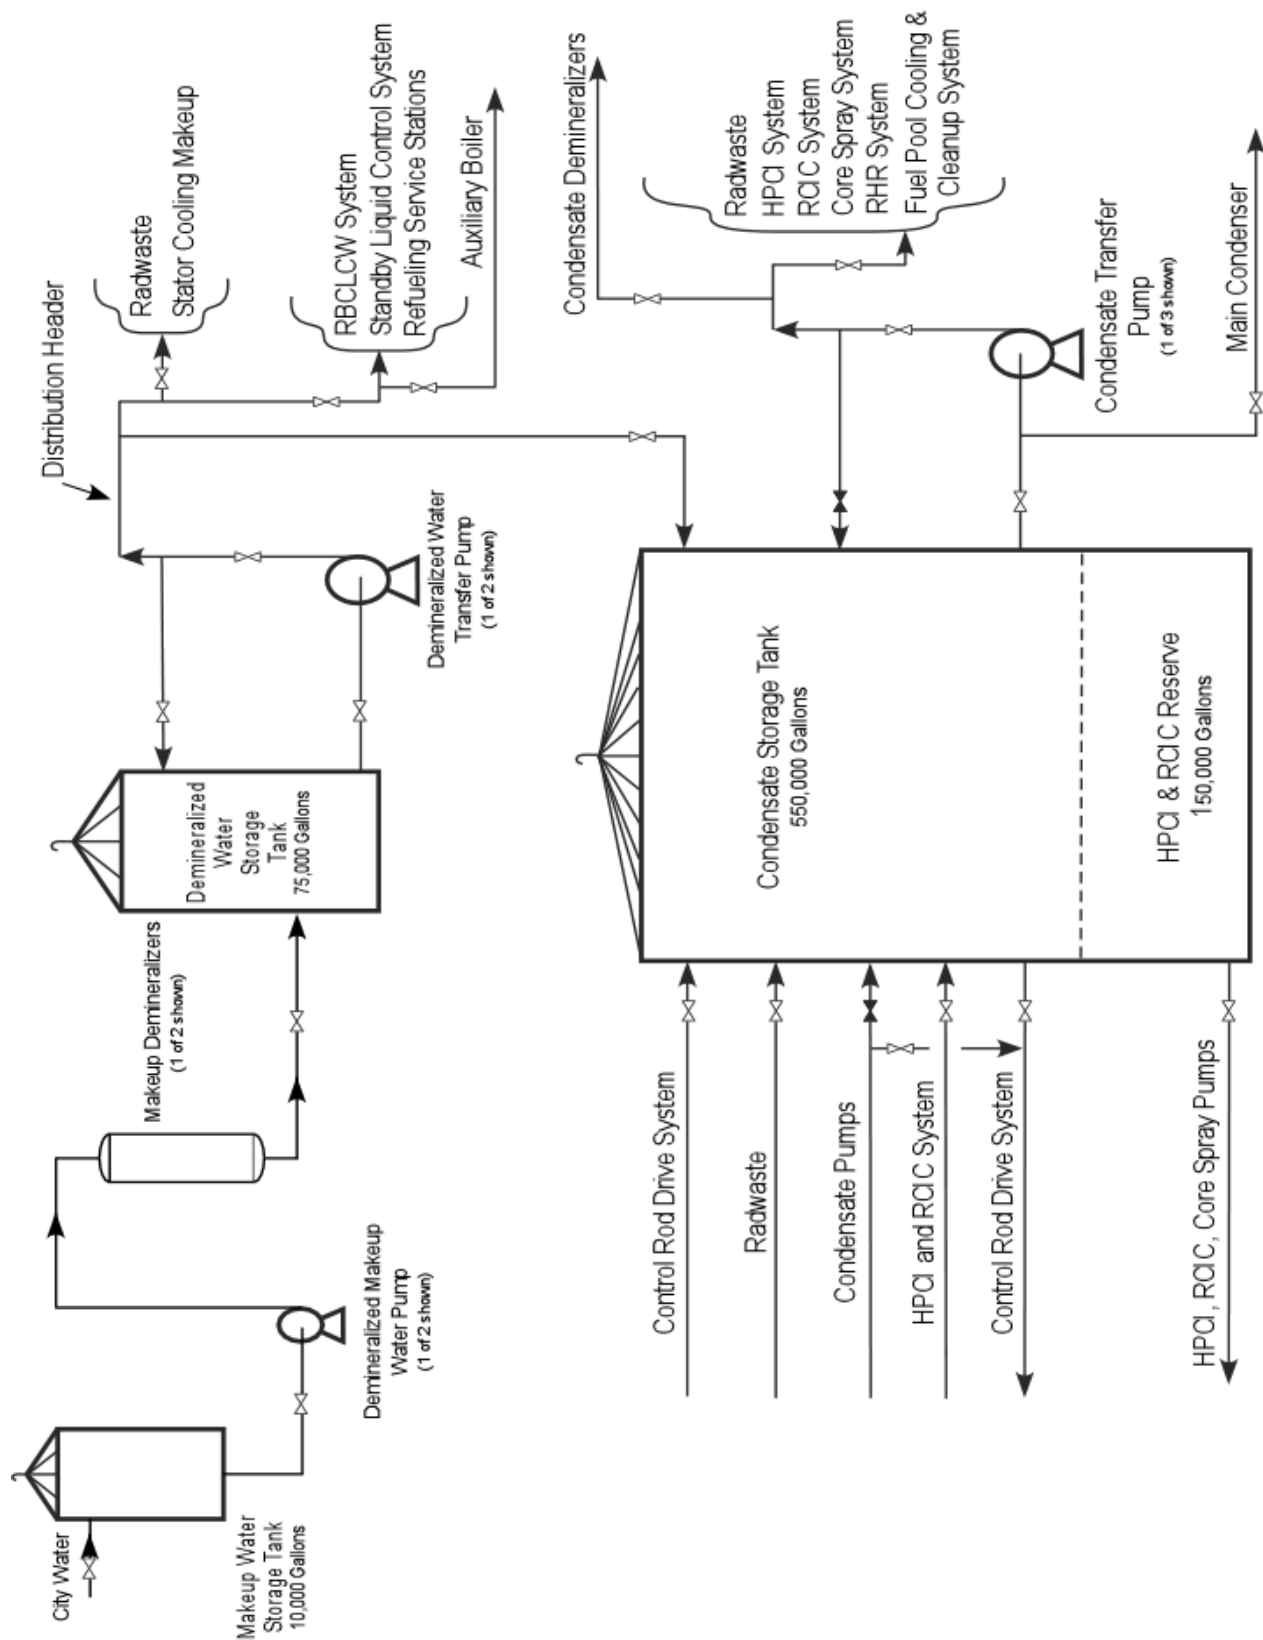 City Water
Makeup Water
Storage Tank
10,000 Gallons
Demineralized Makeup
Water Pump
(1 of 2 shown)
Makeup Demineralizers
(1 of 2 shown)
Demineralized
Water
Storage
Tank
75,000 Gallons
Demineralized Water
Transfer Pump
(1 of 2 shown)
Distribution Header
Radwaste
Stator Cooling Makeup
RBCLCW System
Standby Liquid Control System
Refueling Service Stations
Auxiliary Boiler
Control Rod Drive System
Radwaste
Condensate Pumps
HPCI and RCIC System
Control Rod Drive System
HPCI, RCIC, Core Spray Pumps
Condensate Storage Tank
550,000 Gallons
HPCI & RCIC Reserve
150,000 Gallons
Condensate Demineralizers
Radwaste
HPCI System
RCIC System
Core Spray System
RHR System
Fuel Pool Cooling &
Cleanup System
Condensate Transfer
Pump
(1 of 3 shown)
Main Condenser